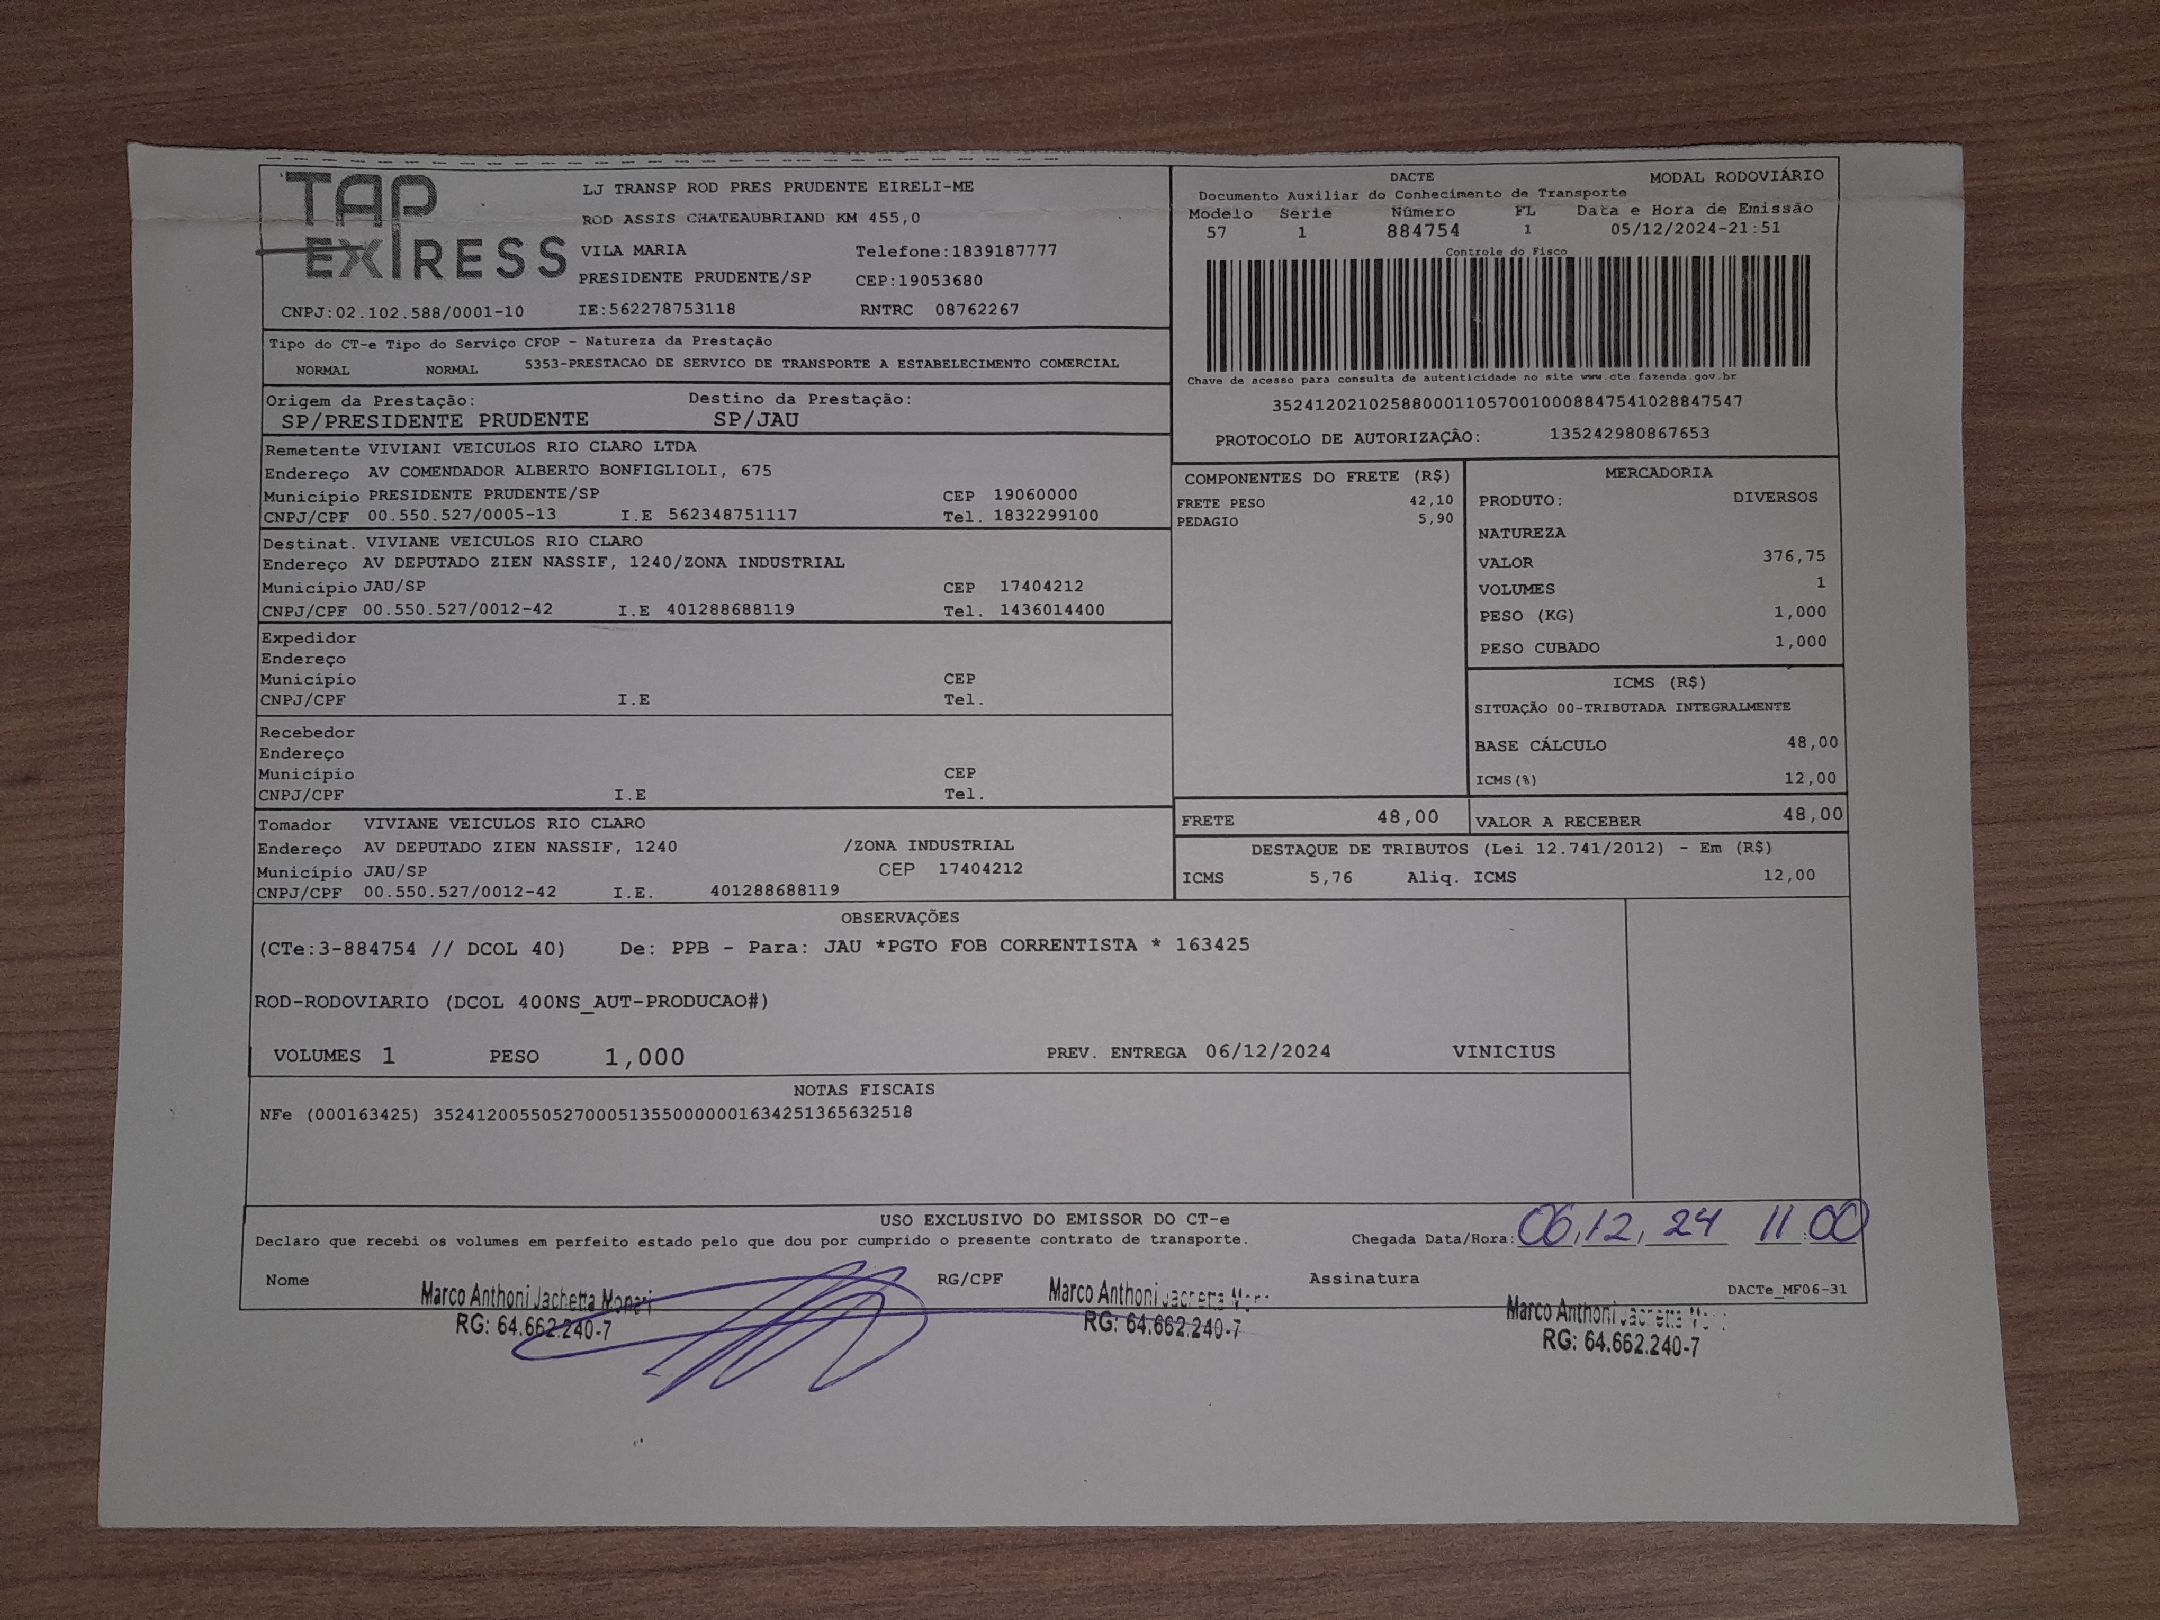 TAP
EXPRESS
LJ TRANSP ROD PRES PRUDENTE EIRELI-ME
ROD ASSIS CHATEAUBRIAND KM 455,0
VILA MARIA Telefone:1839187777
PRESIDENTE PRUDENTE/SP CEP:19053680
CNPJ:02.102.588/0001-10 IE:562278753118 RNTRC 08762267
DACTE MODAL RODOVIÁRIO
Documento Auxiliar do Conhecimento de Transporte
Modelo Serie Número FL Data e Hora de Emissão
57 1 884754 1 05/12/2024-21:51
Controle do Fisco
Chave de acesso para consulta de autenticidade no site www.cte.fazenda.gov.br
35241202102588000110570010008847541028847547
PROTOCOLO DE AUTORIZAÇÃO: 135242980867653
Tipo do CT-e Tipo do Serviço CFOP - Natureza da Prestação
NORMAL NORMAL 5353-PRESTACAO DE SERVICO DE TRANSPORTE A ESTABELECIMENTO COMERCIAL
Origem da Prestação: Destino da Prestação:
SP/PRESIDENTE PRUDENTE SP/JAU
Remetente VIVIANI VEICULOS RIO CLARO LTDA
Endereço AV COMENDADOR ALBERTO BONFIGLIOLI, 675
Município PRESIDENTE PRUDENTE/SP CEP 19060000
CNPJ/CPF 00.550.527/0005-13 I.E 562348751117 Tel. 1832299100
Destinat. VIVIANE VEICULOS RIO CLARO
Endereço AV DEPUTADO ZIEN NASSIF, 1240/ZONA INDUSTRIAL
Município JAU/SP CEP 17404212
CNPJ/CPF 00.550.527/0012-42 I.E 401288688119 Tel. 1436014400
Expedidor
Endereço
Município CEP
CNPJ/CPF I.E Tel.
Recebedor
Endereço
Município CEP
CNPJ/CPF I.E Tel.
Tomador VIVIANE VEICULOS RIO CLARO
Endereço AV DEPUTADO ZIEN NASSIF, 1240 /ZONA INDUSTRIAL
Município JAU/SP CEP 17404212
CNPJ/CPF 00.550.527/0012-42 I.E. 401288688119
COMPONENTES DO FRETE (R$)
FRETE PESO 42,10
PEDAGIO 5,90
MERCADORIA
PRODUTO: DIVERSOS
NATUREZA
VALOR 376,75
VOLUMES 1
PESO (KG) 1,000
PESO CUBADO 1,000
ICMS (R$)
SITUAÇÃO 00-TRIBUTADA INTEGRALMENTE
BASE CÁLCULO 48,00
ICMS(%) 12,00
FRETE 48,00 VALOR A RECEBER 48,00
DESTAQUE DE TRIBUTOS (Lei 12.741/2012) - Em (R$)
ICMS 5,76 Aliq. ICMS 12,00
OBSERVAÇÕES
(CTe:3-884754 // DCOL 40) De: PPB - Para: JAU *PGTO FOB CORRENTISTA * 163425
ROD-RODOVIARIO (DCOL 400NS_AUT-PRODUCAO#)
VOLUMES 1 PESO 1,000 PREV. ENTREGA 06/12/2024 VINICIUS
NOTAS FISCAIS
NFe (000163425) 35241200550527000513550000001634251365632518
USO EXCLUSIVO DO EMISSOR DO CT-e
Declaro que recebi os volumes em perfeito estado pelo que dou por cumprido o presente contrato de transporte. Chegada Data/Hora: 06,12,24 11:00
Nome RG/CPF Assinatura DACTe_MF06-31
Marco Anthoni Jachetta Monari
RG: 64.662.240-7
Marco Anthoni
RG: 64.662.240-7
Marco Anthoni
RG: 64.662.240-7